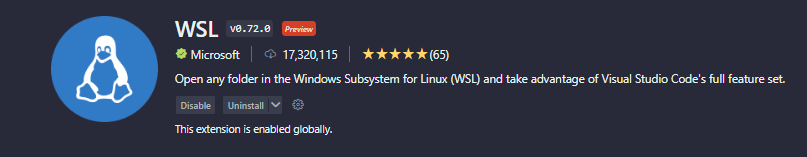 WSL v0.72.0 Preview
Microsoft 17,320,115 (65)
Open any folder in the Windows Subsystem for Linux (WSL) and take advantage of Visual Studio Code's full feature set.
Disable Uninstall
This extension is enabled globally.